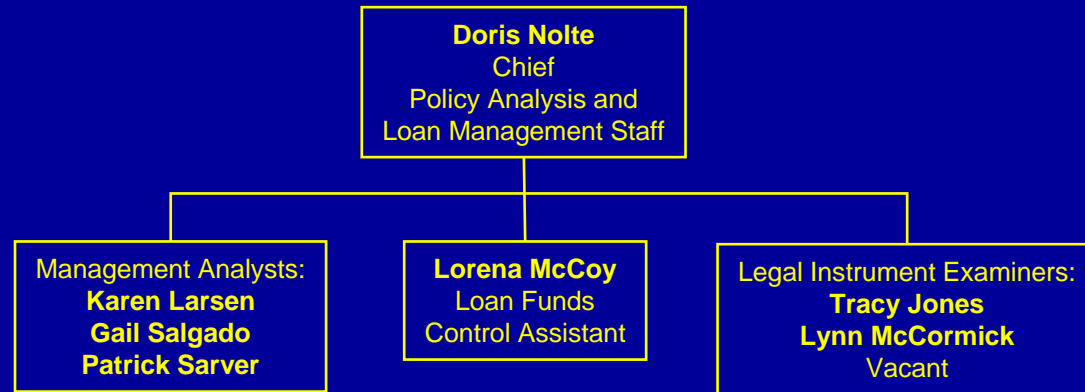 Doris Nolte
Chief
Policy Analysis and
Loan Management Staff
Management Analysts:
Karen Larsen
Gail Salgado
Patrick Sarver
Lorena McCoy
Loan Funds
Control Assistant
Legal Instrument Examiners:
Tracy Jones
Lynn McCormick
Vacant